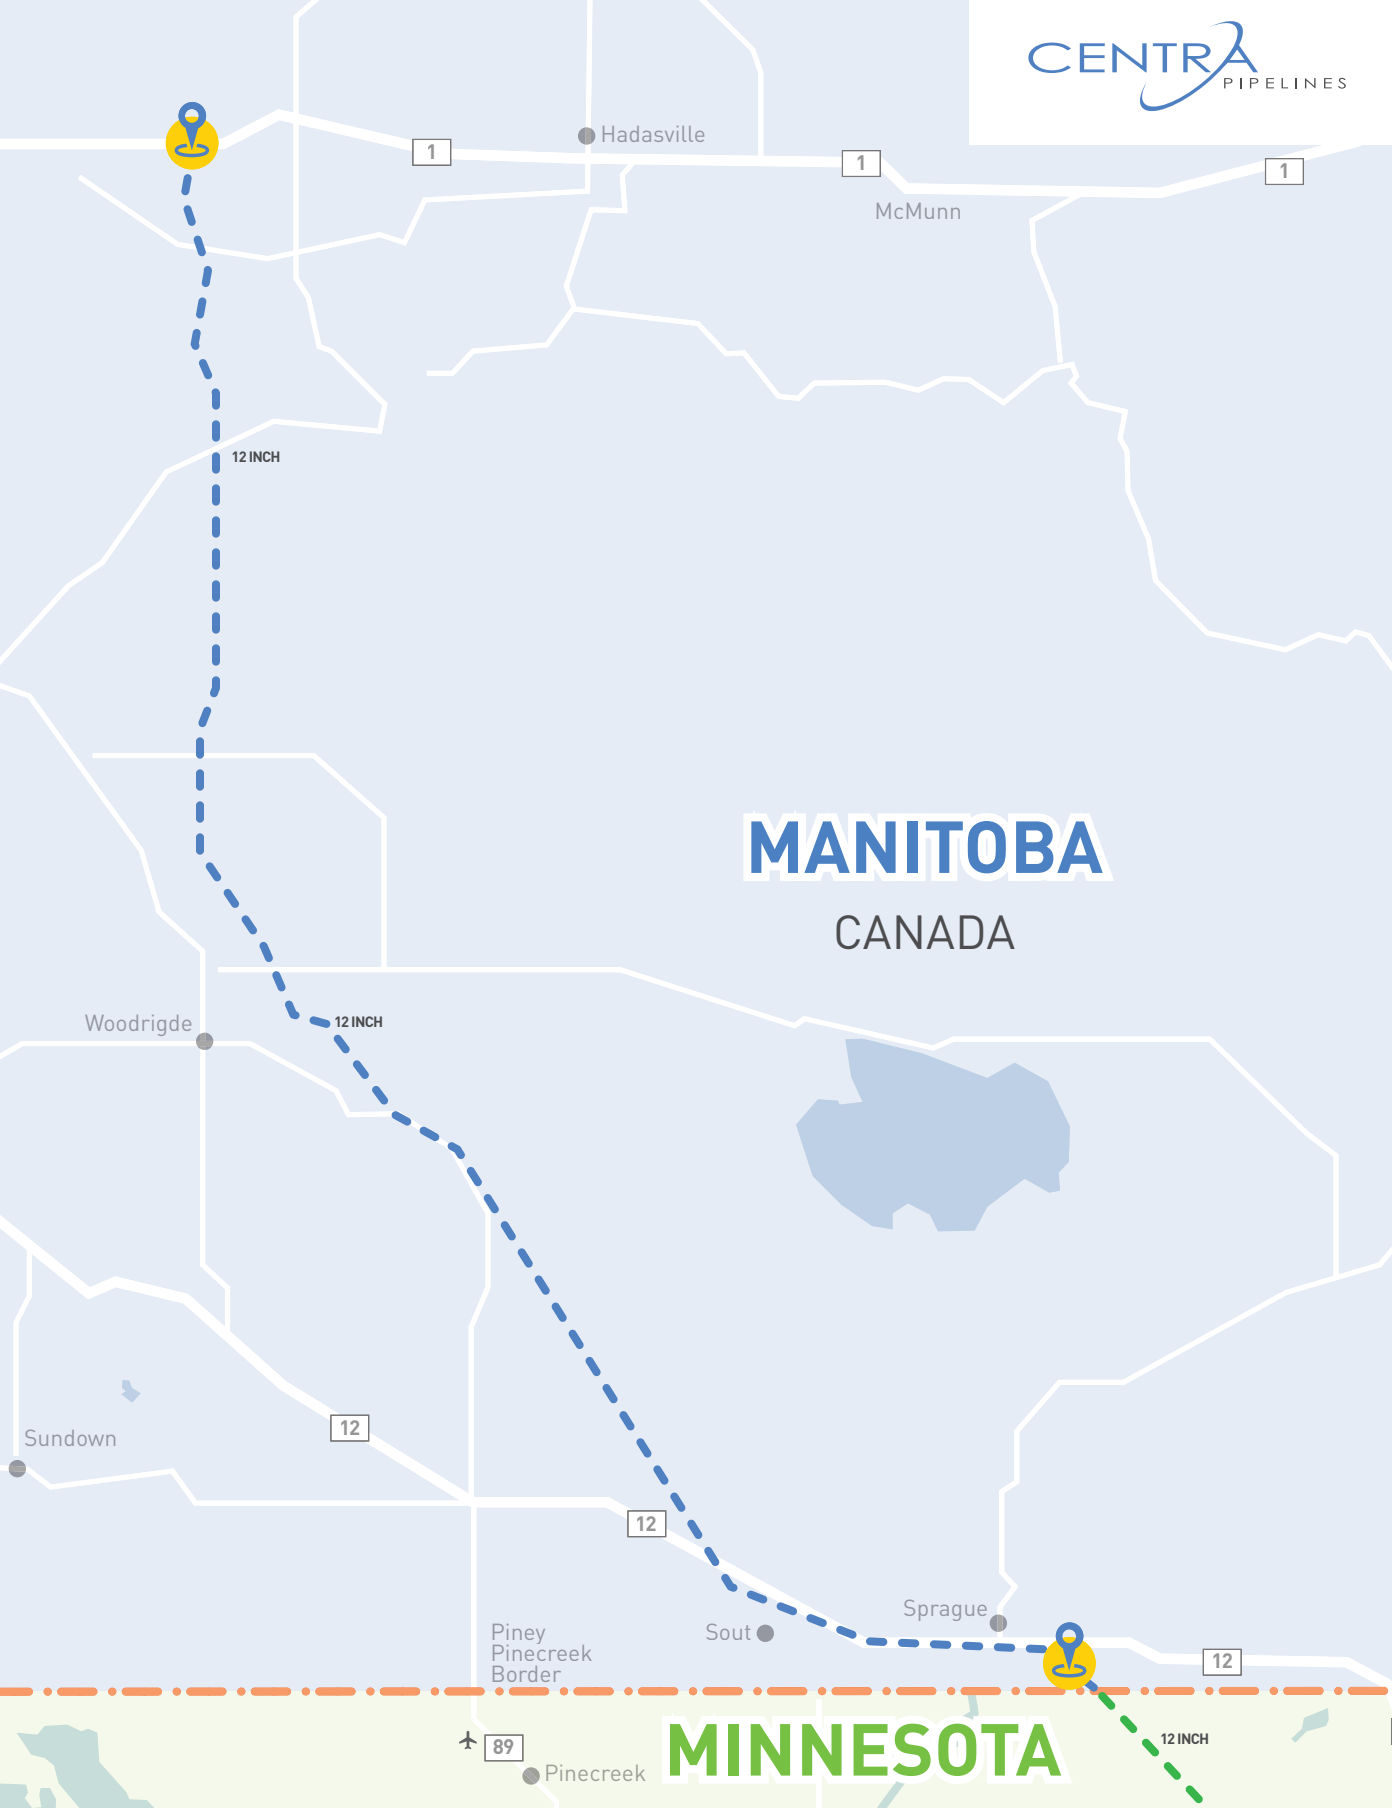 CENTRA
PIPELINES
Hadasville
1
1
1
McMunn
12 INCH
MANITOBA
CANADA
Woodrigde
12 INCH
Sundown
12
12
Sprague
Sout
Piney
Pinecreek
Border
12
MINNESOTA
89
12 INCH
Pinecreek